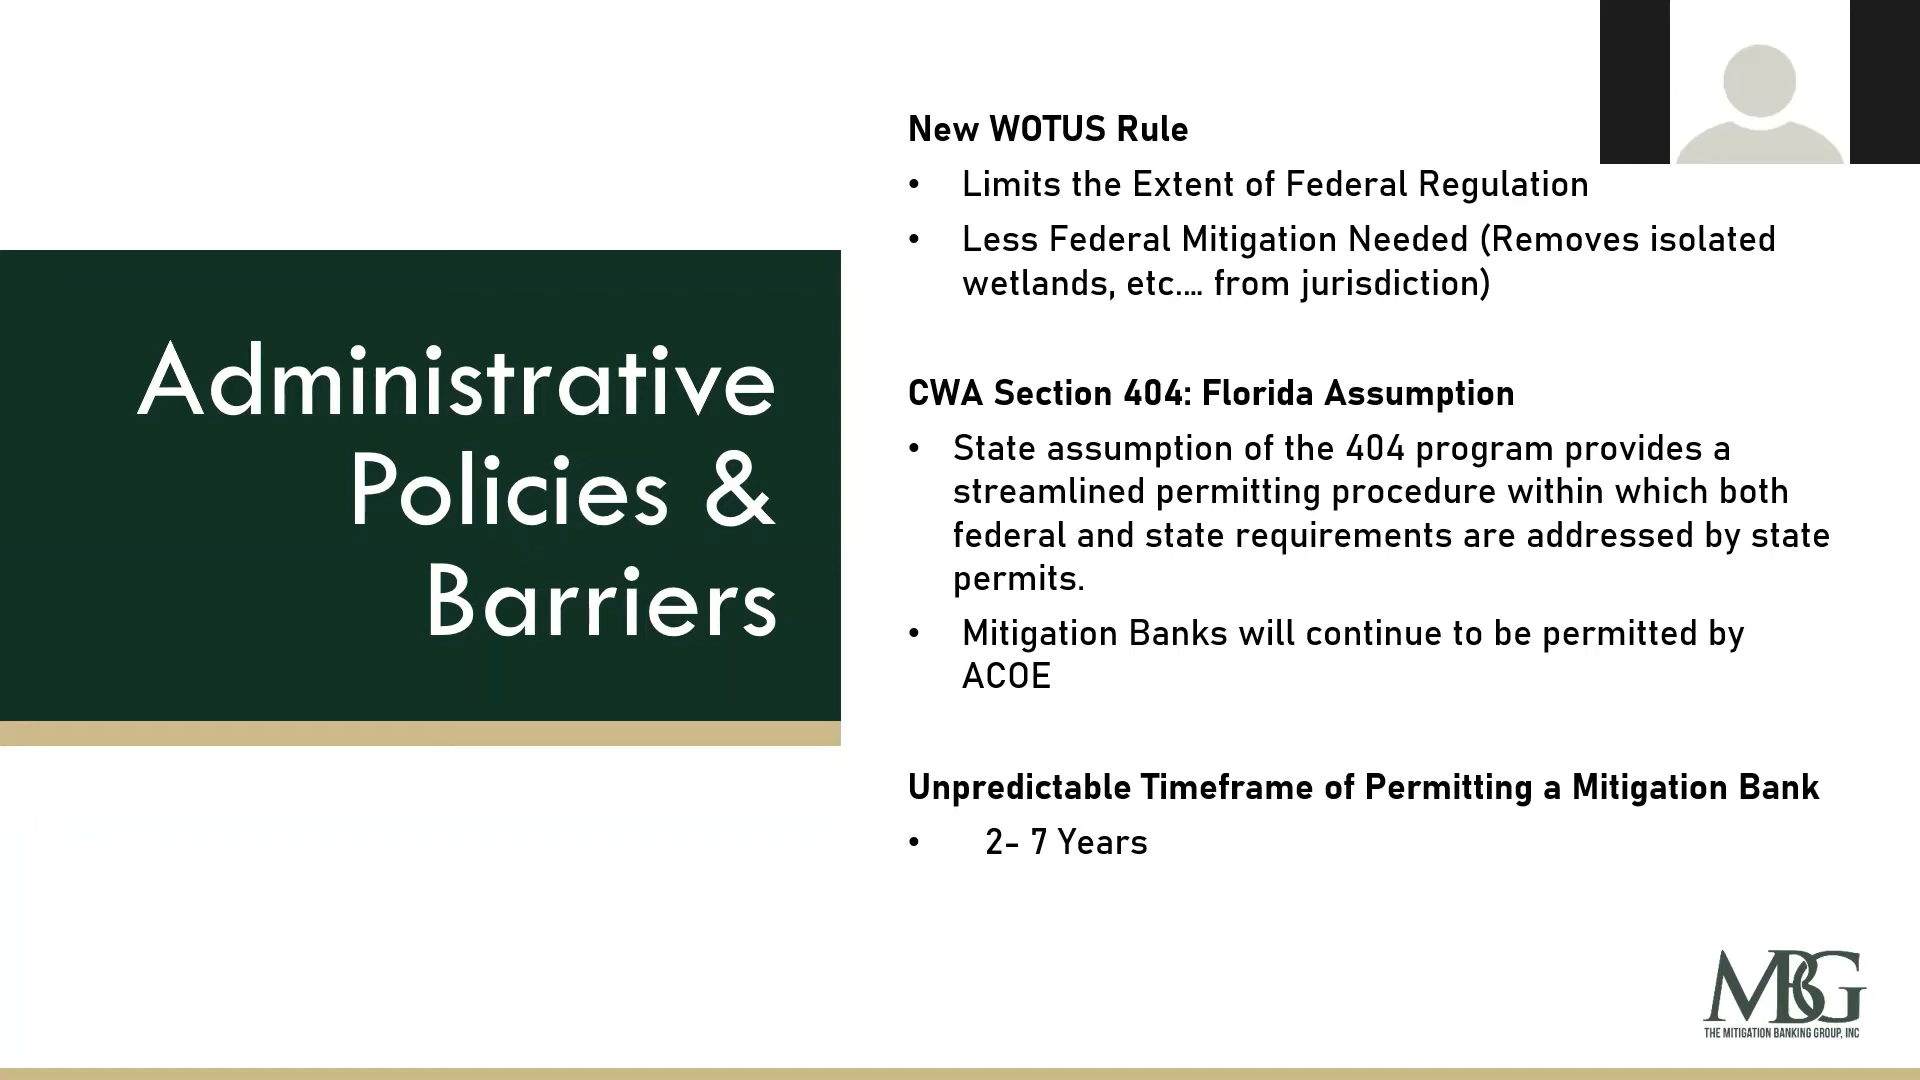 Administrative
Policies &
Barriers
New WOTUS Rule
• Limits the Extent of Federal Regulation
• Less Federal Mitigation Needed (Removes isolated
wetlands, etc.... from jurisdiction)
CWA Section 404: Florida Assumption
• State assumption of the 404 program provides a
streamlined permitting procedure within which both
federal and state requirements are addressed by state
permits.
• Mitigation Banks will continue to be permitted by
ACOE
Unpredictable Timeframe of Permitting a Mitigation Bank
• 2- 7 Years
MBG
THE MITIGATION BANKING GROUP, INC